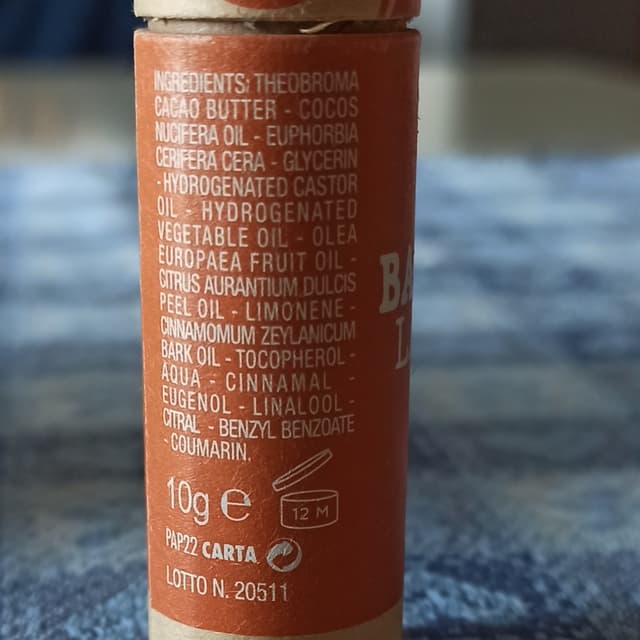 INGREDIENTS: THEOBROMA
CACAO BUTTER - COCOS
NUCIFERA OIL - EUPHORBIA
CERIFERA CERA - GLYCERIN
- HYDROGENATED CASTOR
OIL - HYDROGENATED
VEGETABLE OIL - OLEA
EUROPAEA FRUIT OIL -
CITRUS AURANTIUM DULCIS
PEEL OIL - LIMONENE -
CINNAMOMUM ZEYLANICUM
BARK OIL - TOCOPHEROL -
AQUA - CINNAMAL -
EUGENOL - LINALOOL -
CITRAL - BENZYL BENZOATE
- COUMARIN.
10g e
12 M
PAP22 CARTA
LOTTO N. 20511